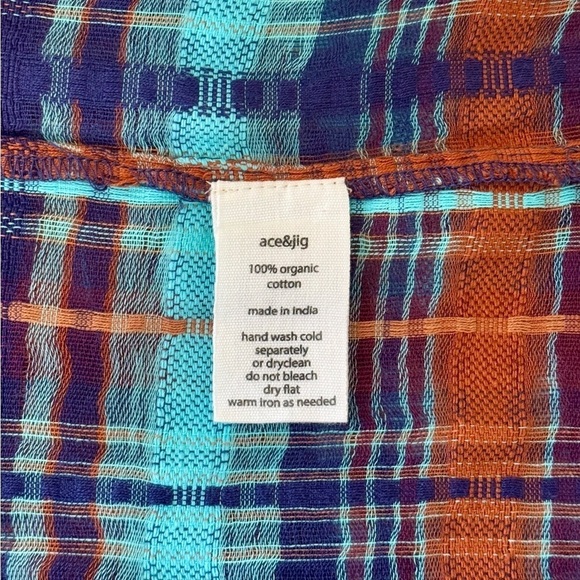 ace&jig
100% organic
cotton
made in India
hand wash cold
separately
or dryclean
do not bleach
dry flat
warm iron as needed